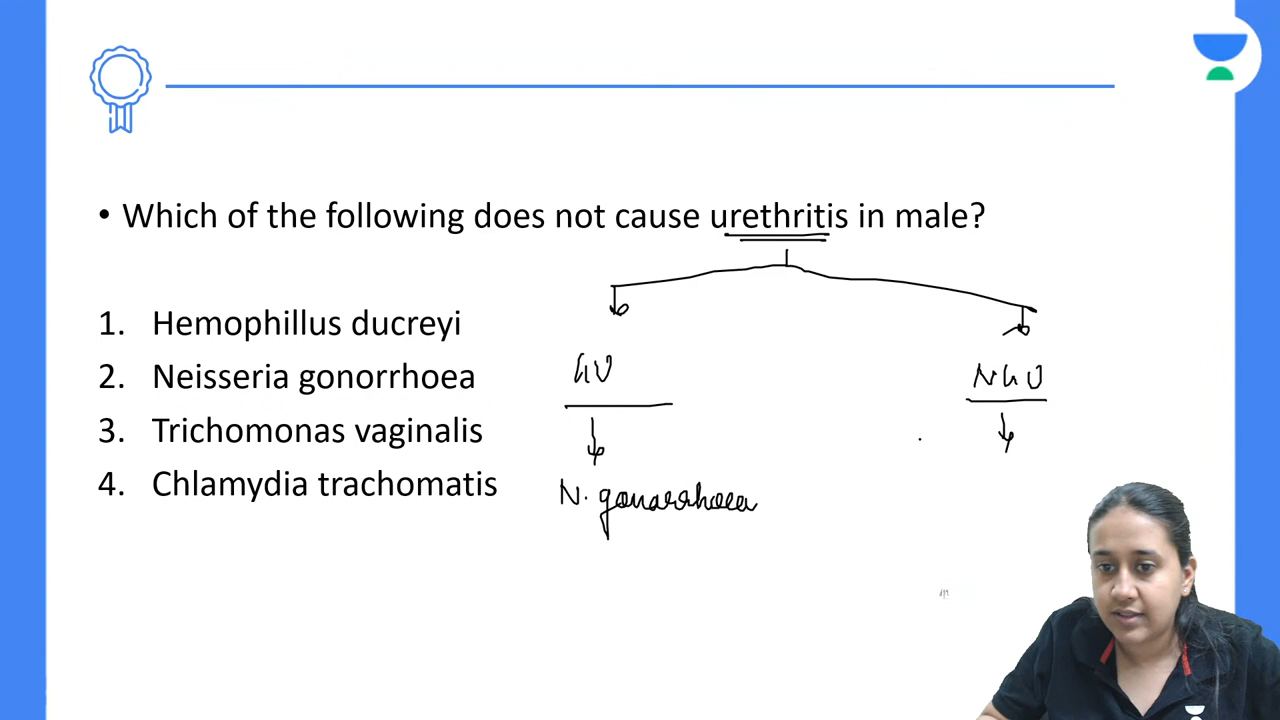 • Which of the following does not cause urethritis in male?
1. Hemophillus ducreyi
2. Neisseria gonorrhoea
3. Trichomonas vaginalis
4. Chlamydia trachomatis
GU
NGU
N. gonorrhoea